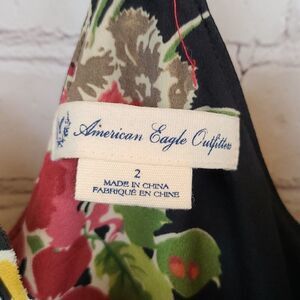 American Eagle Outfitters
2
MADE IN CHINA
FABRIQUÉ EN CHINE